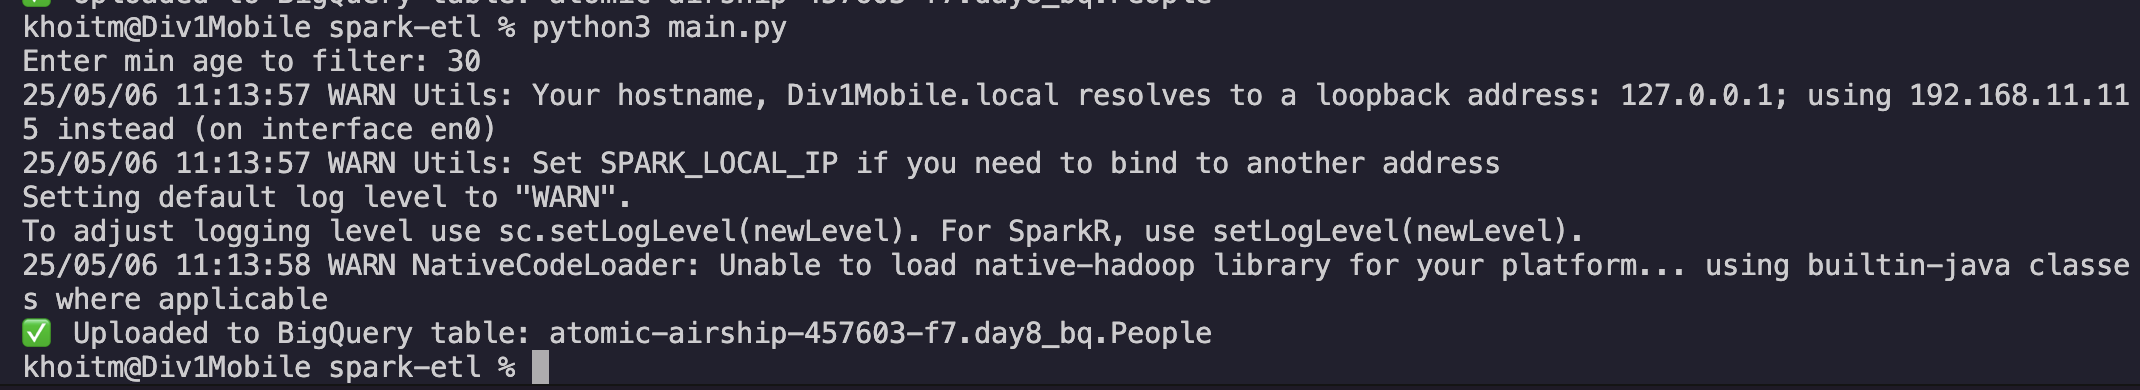 ✅ Uploaded to BigQuery table: atomic-airship-457603-f7.day8_bq.People
khoitm@Div1Mobile spark-etl % python3 main.py
Enter min age to filter: 30
25/05/06 11:13:57 WARN Utils: Your hostname, Div1Mobile.local resolves to a loopback address: 127.0.0.1; using 192.168.11.11
5 instead (on interface en0)
25/05/06 11:13:57 WARN Utils: Set SPARK_LOCAL_IP if you need to bind to another address
Setting default log level to "WARN".
To adjust logging level use sc.setLogLevel(newLevel). For SparkR, use setLogLevel(newLevel).
25/05/06 11:13:58 WARN NativeCodeLoader: Unable to load native-hadoop library for your platform... using builtin-java classe
s where applicable
✅ Uploaded to BigQuery table: atomic-airship-457603-f7.day8_bq.People
khoitm@Div1Mobile spark-etl %